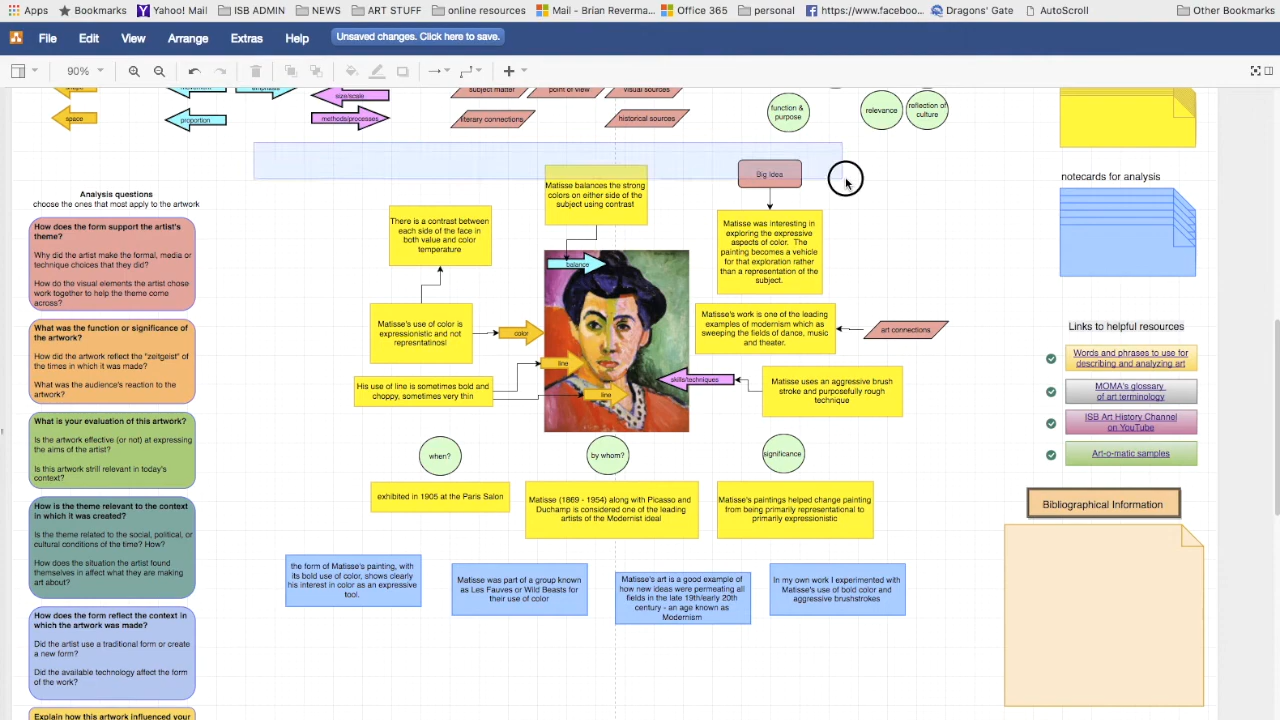 Apps Bookmarks Yahoo! Mail ISB ADMIN NEWS ART STUFF online resources Mail - Brian Reverma... Office 365 personal https://www.faceboo... Dragons' Gate AutoScroll Other Bookmarks
File Edit View Arrange Extras Help Unsaved changes. Click here to save.
90%
emphasis
size/scale
subject matter
point of view
visual sources
space
proportion
methods/processes
literary connections
historical sources
function &
purpose
relevance
reflection of
culture
Analysis questions
choose the ones that most apply to the artwork
How does the form support the artist's
theme?
Why did the artist make the formal, media or
technique choices that they did?
How do the visual elements the artist chose
work together to help the theme come
across?
What was the function or significance of
the artwork?
How did the artwork reflect the "zeitgeist" of
the times in which it was made?
What was the audience's reaction to the
artwork?
What is your evaluation of this artwork?
Is the artwork effective (or not) at expressing
the aims of the artist?
Is this artwork strill relevant in today's
context?
How is the theme relevant to the context
in which it was created?
Is the theme related to the social, political, or
cultural conditions of the time? How?
How does the situation the artist found
themselves in affect what they are making
art about?
How does the form reflect the context in
which the artwork was made?
Did the artist use a traditional form or create
a new form?
Did the available technology affect the form
of the work?
Explain how this artwork influenced your
Matisse balances the strong
colors on either side of the
subject using contrast
Big Idea
There is a contrast between
each side of the face in
both value and color
temperature
Matisse was interesting in
exploring the expressive
aspects of color. The
painting becomes a vehicle
for that exploration rather
than a representation of the
subject.
balance
Matisse's use of color is
expressionistic and not
represntatinosl
color
Matisse's work is one of the leading
examples of modernism which as
sweeping the fields of dance, music
and theater.
art connections
line
His use of line is sometimes bold and
choppy, sometimes very thin
line
skills/techniques
Matisse uses an aggressive brush
stroke and purposefully rough
technique
when?
by whom?
significance
exhibited in 1905 at the Paris Salon
Matisse (1869 - 1954) along with Picasso and
Duchamp is considered one of the leading
artists of the Modernist ideal
Matisse's paintings helped change painting
from being primarily representational to
primarily expressionistic
the form of Matisse's painting, with
its bold use of color, shows clearly
his interest in color as an expressive
tool.
Matisse was part of a group known
as Les Fauves or Wild Beasts for
their use of color
Matisse's art is a good example of
how new ideas were permeating all
fields in the late 19th/early 20th
century - an age known as
Modernism
In my own work I experimented with
Matisse's use of bold color and
aggressive brushstrokes
notecards for analysis
Links to helpful resources
Words and phrases to use for
describing and analyzing art
MOMA's glossary
of art terminology
ISB Art History Channel
on YouTube
Art-o-matic samples
Bibliographical Information